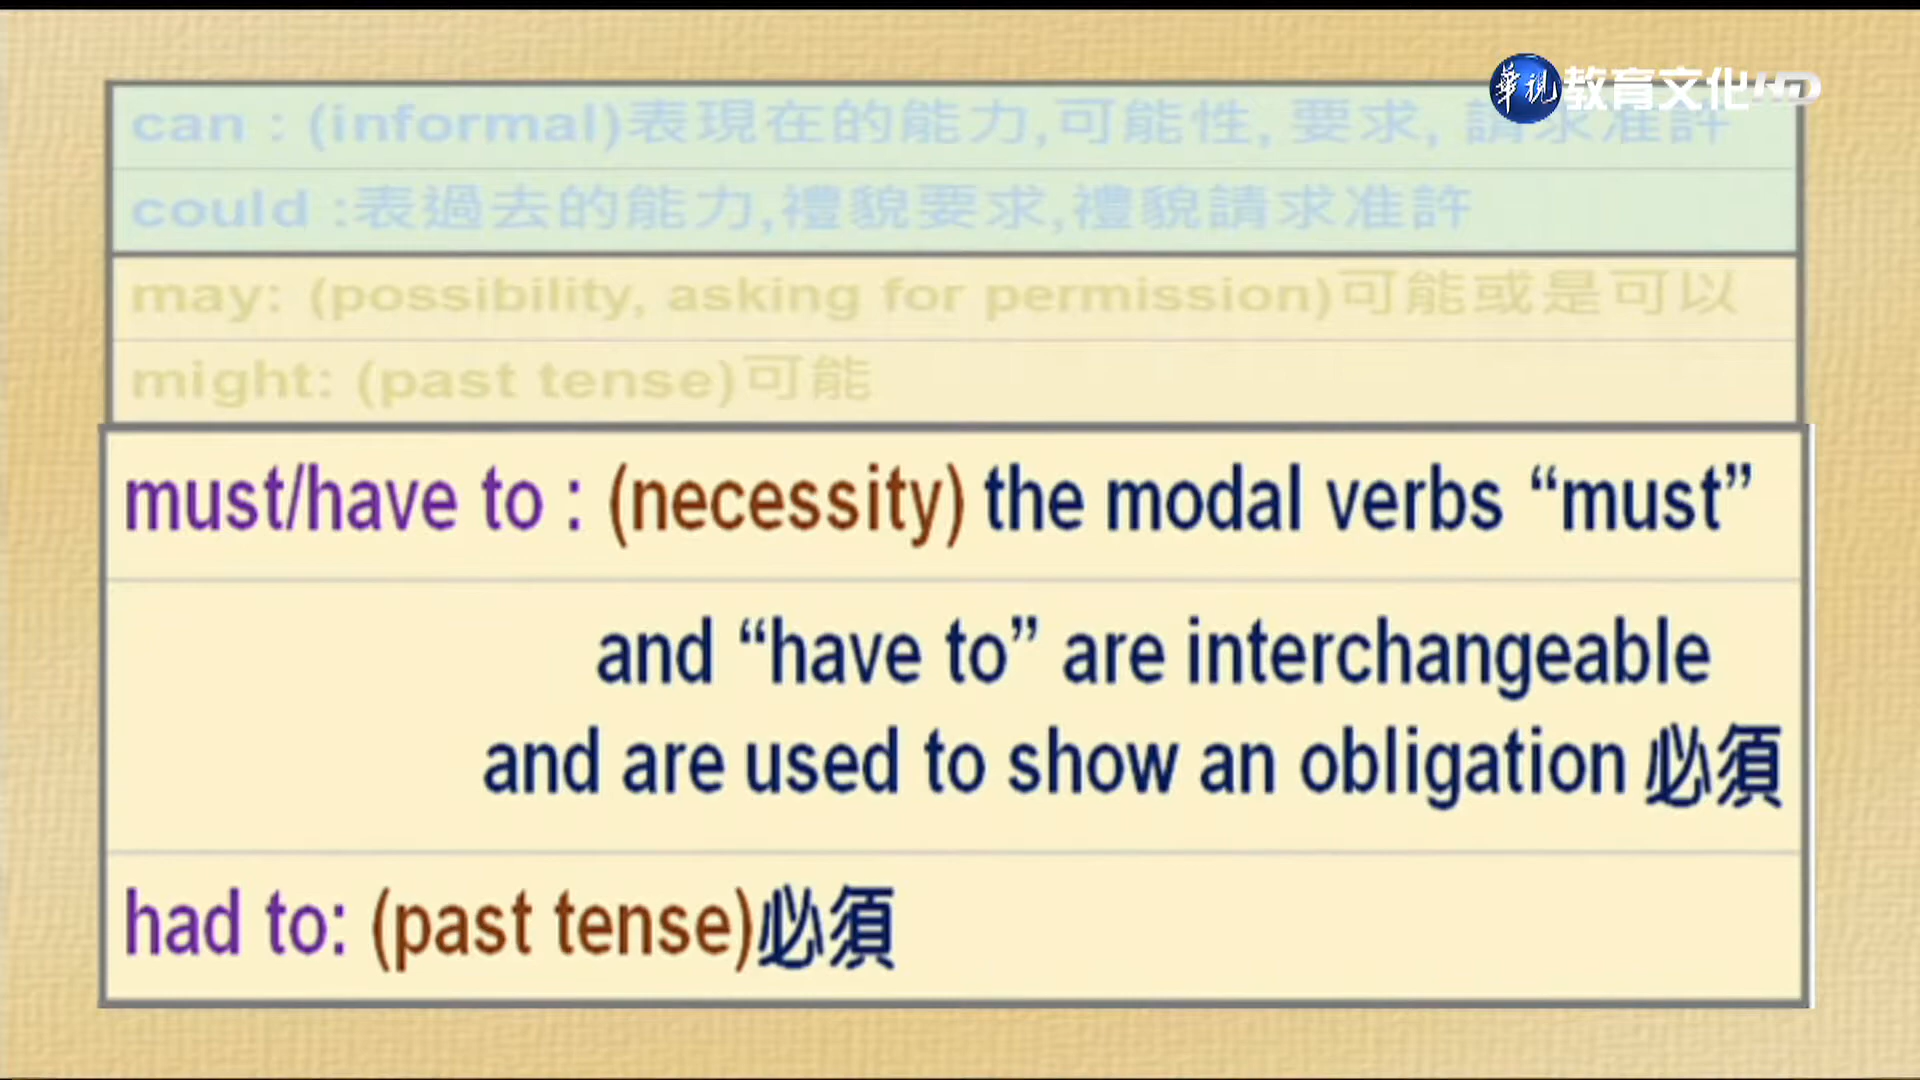 華視 教育文化HD
can : (informal)表現在的能力,可能性, 要求, 請求准許
could :表過去的能力,禮貌要求,禮貌請求准許
may: (possibility, asking for permission)可能或是可以
might: (past tense)可能
must/have to : (necessity) the modal verbs “must”
and “have to” are interchangeable
and are used to show an obligation 必須
had to: (past tense)必須